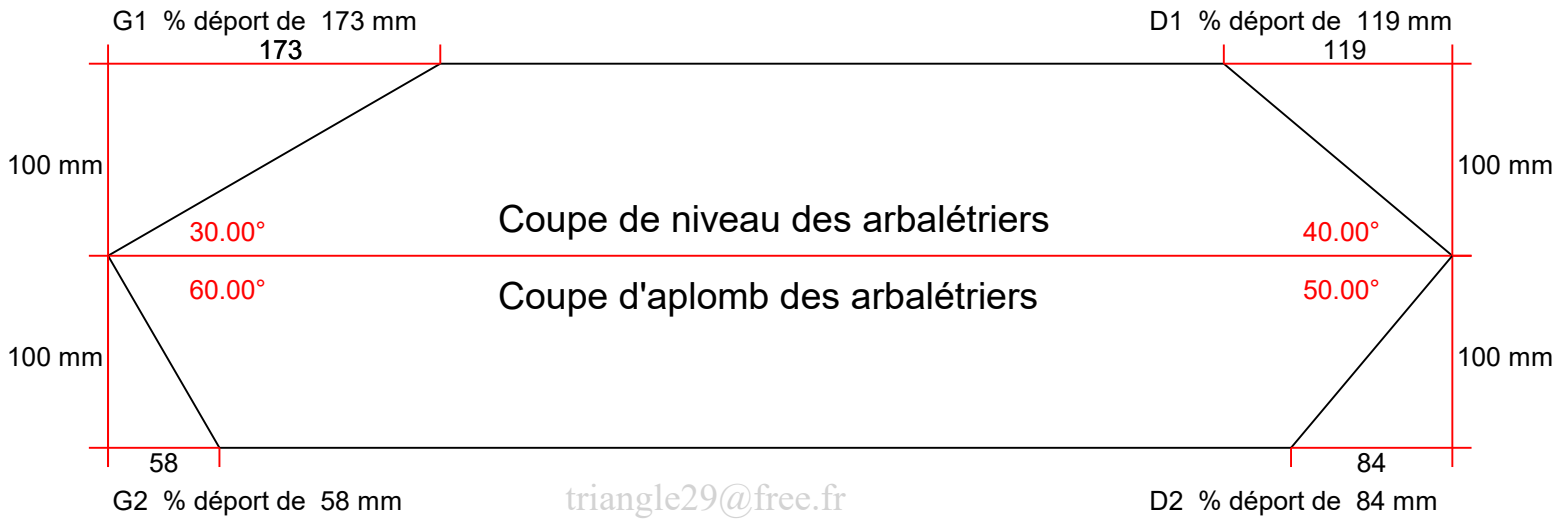 G1 % déport de 173 mm
D1 % déport de 119 mm
173
119
100 mm
100 mm
30.00°
Coupe de niveau des arbalétriers
40.00°
60.00°
Coupe d'aplomb des arbalétriers
50.00°
100 mm
100 mm
58
84
G2 % déport de 58 mm
triangle29@free.fr
D2 % déport de 84 mm